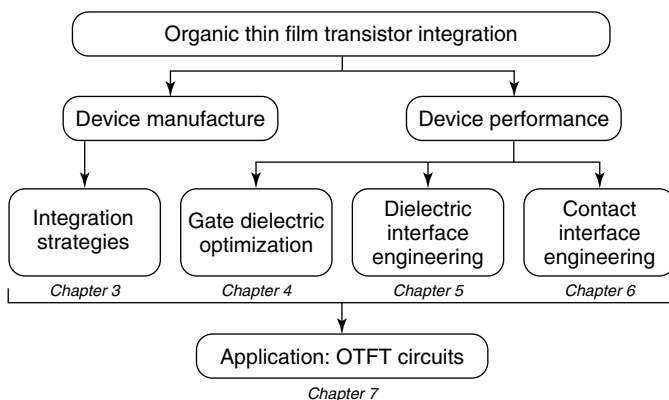 Organic thin film transistor integration
Device manufacture
Device performance
Integration
strategies
Gate dielectric
optimization
Dielectric
interface
engineering
Contact
interface
engineering
Chapter 3
Chapter 4
Chapter 5
Chapter 6
Application: OTFT circuits
Chapter 7